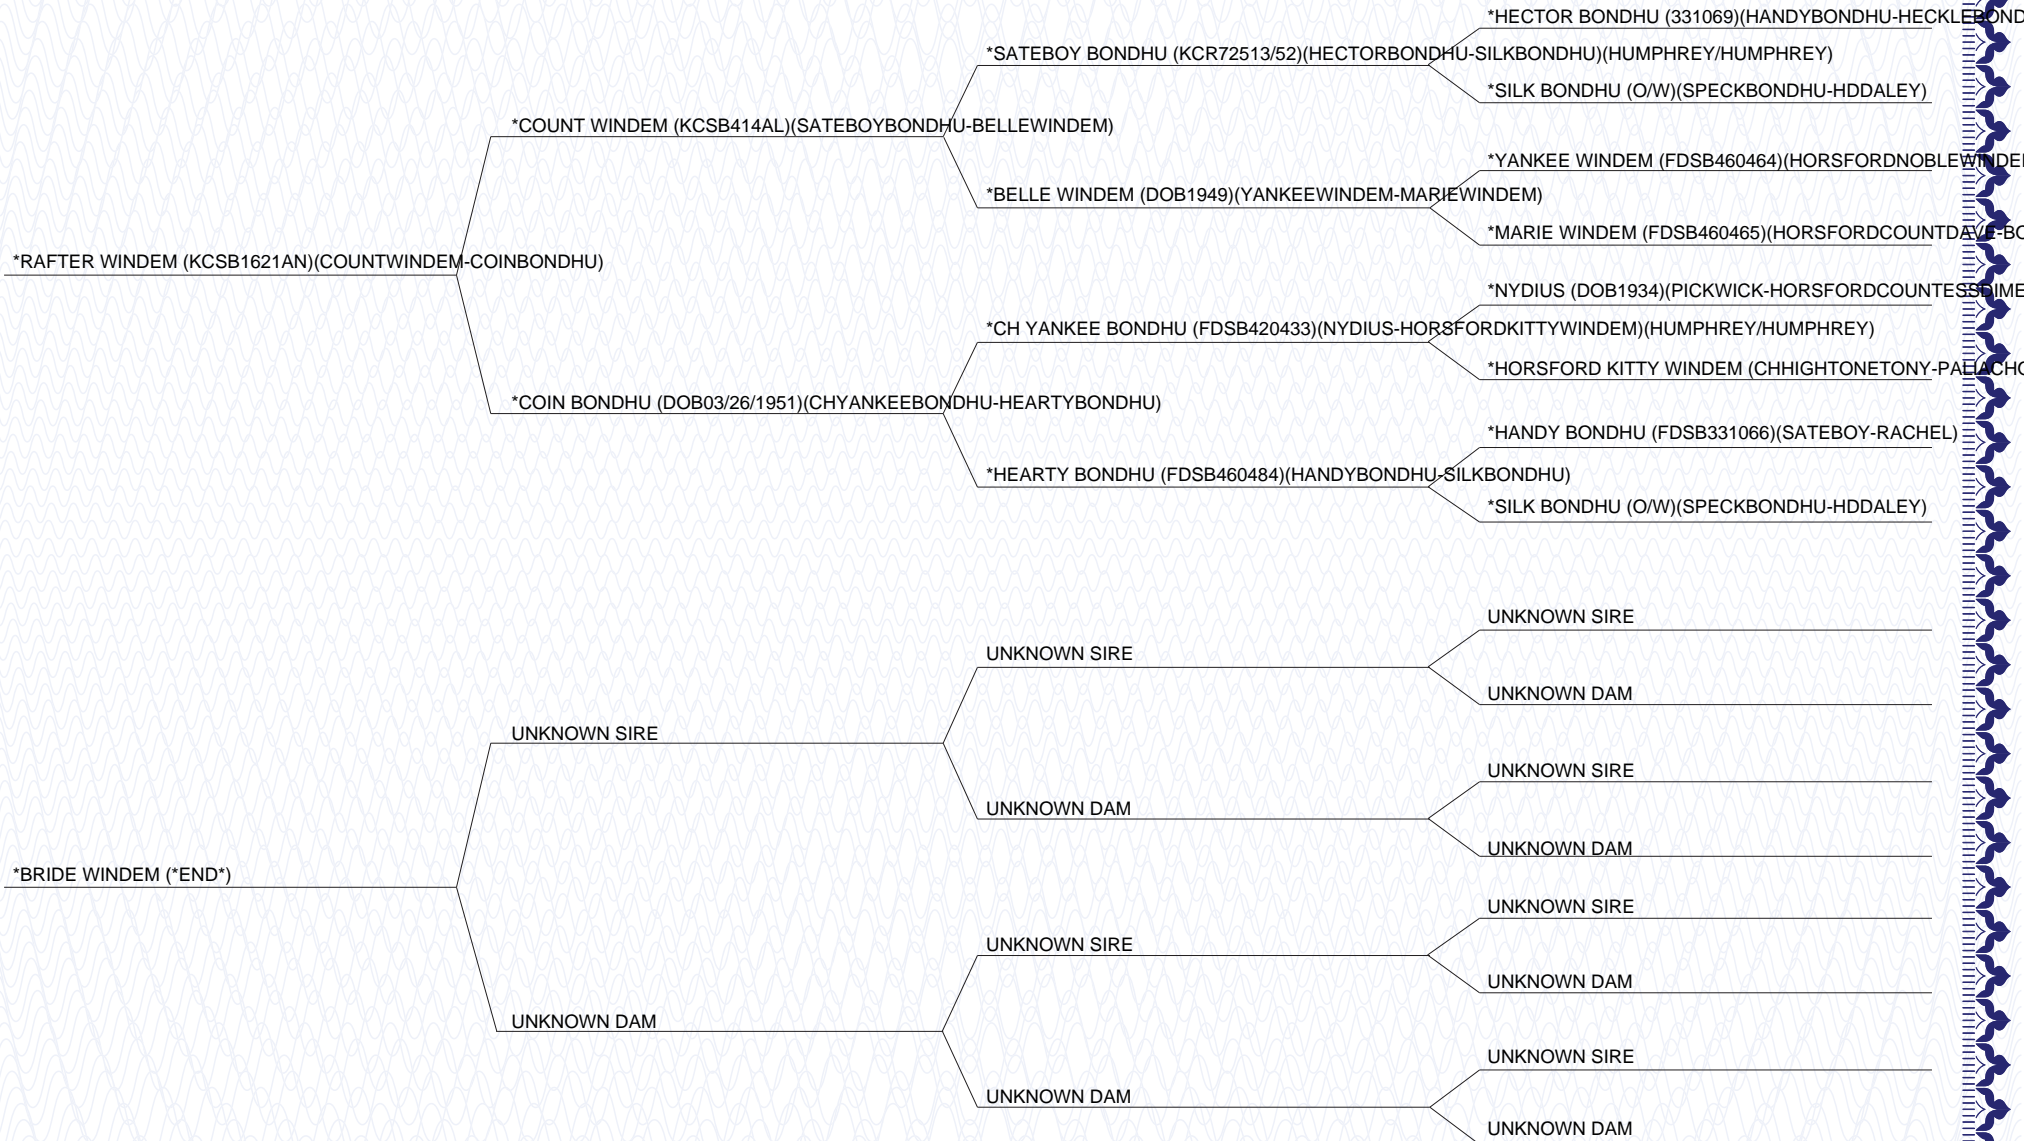 *HECTOR BONDHU (331069)(HANDYBONDHU-HECKLEBOND
*SATEBOY BONDHU (KCR72513/52)(HECTORBONDHU-SILKBONDHU)(HUMPHREY/HUMPHREY)
*SILK BONDHU (O/W)(SPECKBONDHU-HDDALEY)
*COUNT WINDEM (KCSB414AL)(SATEBOYBONDHU-BELLEWINDEM)
*YANKEE WINDEM (FDSB460464)(HORSFORDNOBLEWINDEM
*BELLE WINDEM (DOB1949)(YANKEEWINDEM-MARIEWINDEM)
*MARIE WINDEM (FDSB460465)(HORSFORDCOUNTDAVE-BO
*RAFTER WINDEM (KCSB1621AN)(COUNTWINDEM-COINBONDHU)
*NYDIUS (DOB1934)(PICKWICK-HORSFORDCOUNTESSDIME
*CH YANKEE BONDHU (FDSB420433)(NYDIUS-HORSFORDKITTYWINDEM)(HUMPHREY/HUMPHREY)
*HORSFORD KITTY WINDEM (CHHIGHTONETONY-PALIACHO
*COIN BONDHU (DOB03/26/1951)(CHYANKEEBONDHU-HEARTYBONDHU)
*HANDY BONDHU (FDSB331066)(SATEBOY-RACHEL)
*HEARTY BONDHU (FDSB460484)(HANDYBONDHU-SILKBONDHU)
*SILK BONDHU (O/W)(SPECKBONDHU-HDDALEY)
UNKNOWN SIRE
UNKNOWN SIRE
UNKNOWN DAM
UNKNOWN SIRE
UNKNOWN SIRE
UNKNOWN DAM
UNKNOWN DAM
*BRIDE WINDEM (*END*)
UNKNOWN SIRE
UNKNOWN SIRE
UNKNOWN DAM
UNKNOWN DAM
UNKNOWN SIRE
UNKNOWN DAM
UNKNOWN DAM